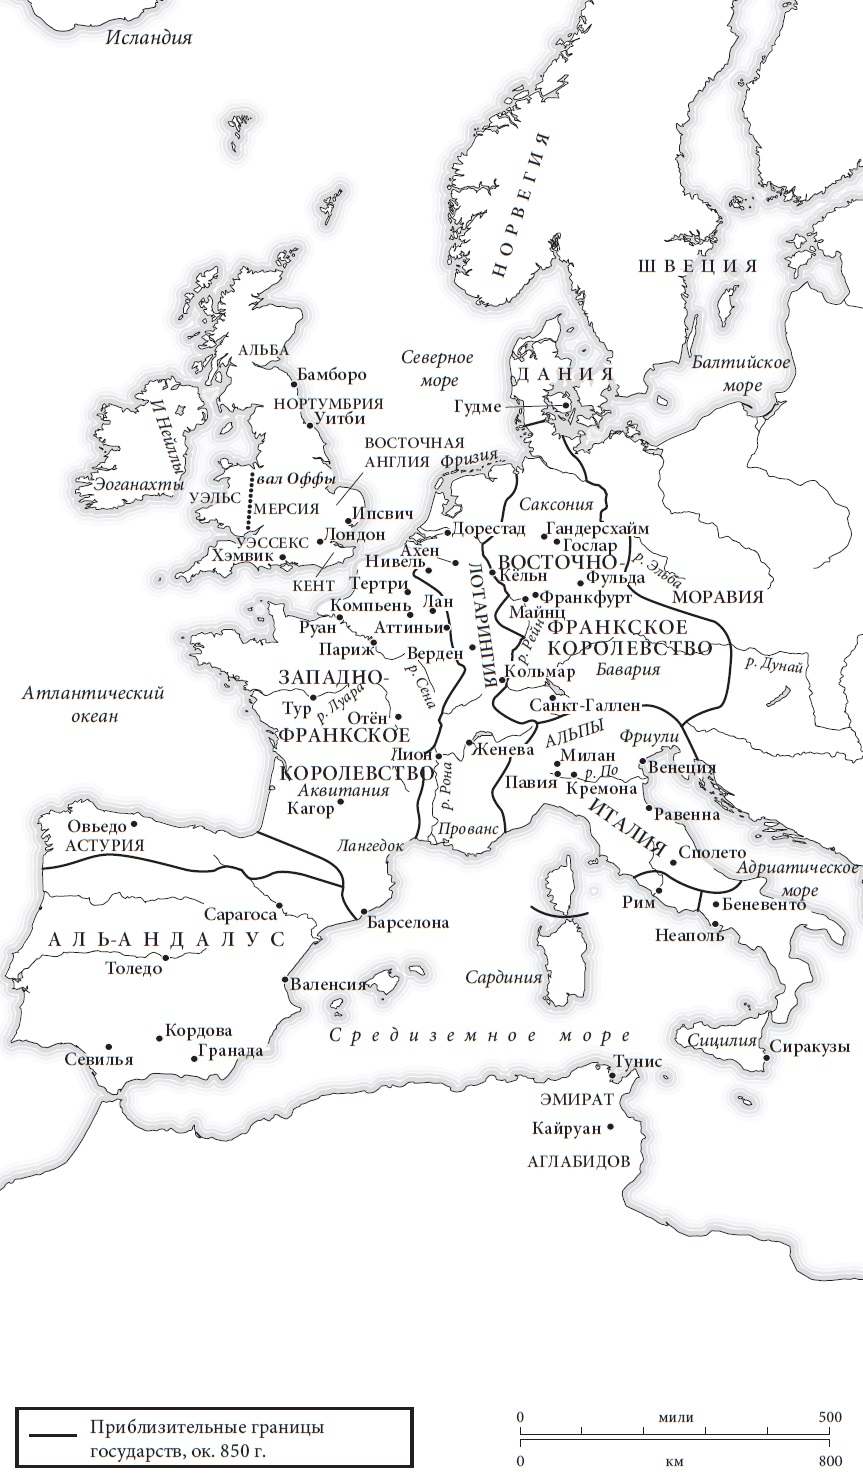 Исландия
НОРВЕГИЯ
ШВЕЦИЯ
АЛЬБА
Северное
море
ДАНИЯ
Балтийское
море
Бамборо
НОРТУМБРИЯ
Уитби
Гудме
И Нейллы
ВОСТОЧНАЯ
АНГЛИЯ
Фризия
Эоганахты
вал Оффы
УЭЛЬС
МЕРСИЯ
Саксония
Ипсвич
УЭССЕКС
Лондон
Дорестад
Гандерсхайм
Гослар
Хэмвик
Ахен
Нивель
ВОСТОЧНО-
р. Эльба
КЕНТ
Тертри
Кёльн
Фульда
ЛОТАРИНГИЯ
Компьень
Лан
Франкфурт
МОРАВИЯ
Майнц
Руан
Аттиньи
р. Рейн
ФРАНКСКОЕ
КОРОЛЕВСТВО
Париж
Верден
Бавария
р. Дунай
ЗАПАДНО-
р. Сена
Кольмар
Атлантический
океан
Тур
р. Луара
Отён
Санкт-Галлен
ФРАНКСКОЕ
АЛЬПЫ
Фриули
Лион
Женева
Милан
Венеция
КОРОЛЕВСТВО
р. По
Аквитания
р. Рона
Павия
Кремона
Кагор
ИТАЛИЯ
Равенна
Овьедо
АСТУРИЯ
Прованс
Лангедок
Сполето
Адриатическое
море
Сарагоса
Барселона
Рим
Беневенто
АЛЬ-АНДАЛУС
Неаполь
Толедо
Валенсия
Сардиния
Кордова
Средиземное море
Сицилия
Сиракузы
Севилья
Гранада
Тунис
ЭМИРАТ
Кайруан
АГЛАБИДОВ
Приблизительные границы
государств, ок. 850 г.
0 мили 500
0 км 800